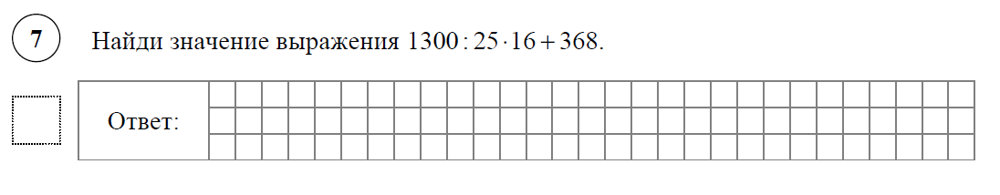 7 Найди значение выражения 1300 : 25 · 16 + 368.
Ответ: